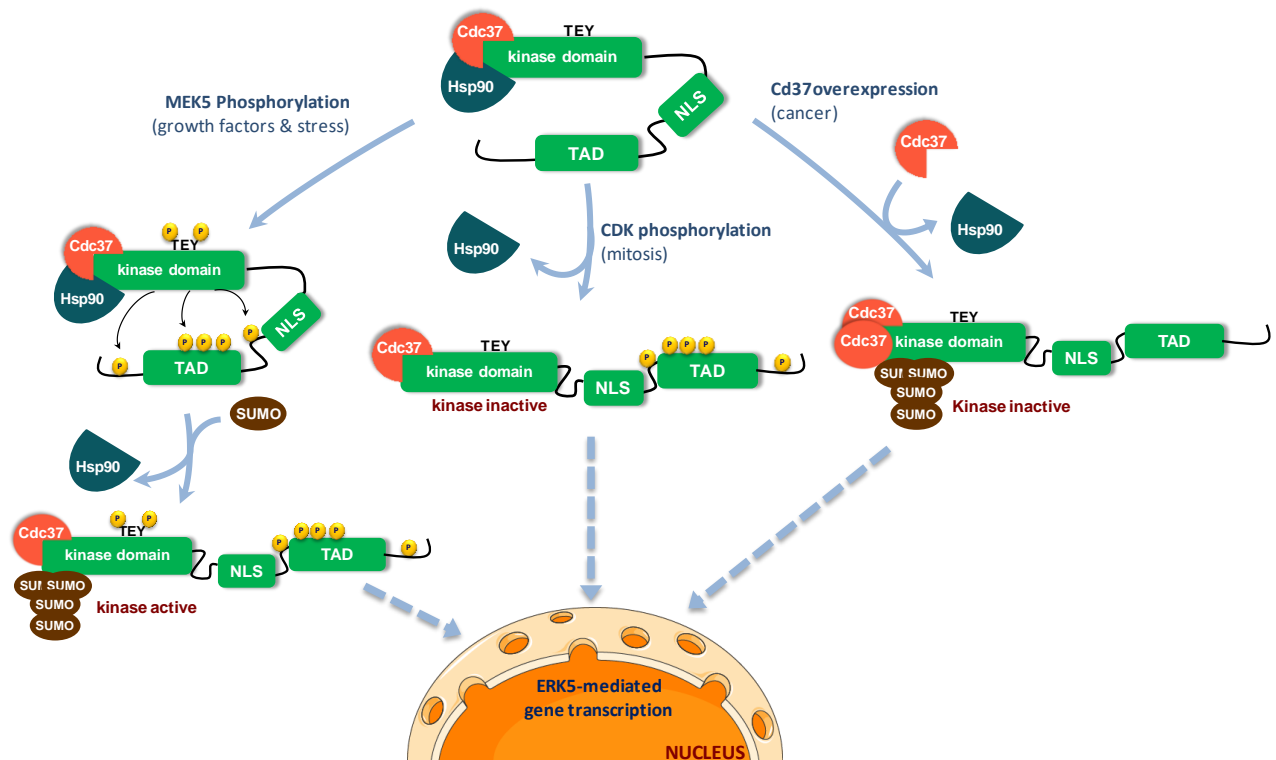 Cdc37
TEY
kinase domain
Hsp90
NLS
TAD
MEK5 Phosphorylation
(growth factors & stress)
Cd37overexpression
(cancer)
Cdc37
Hsp90
CDK phosphorylation
(mitosis)
Hsp90
P P
TEY
Cdc37
kinase domain
Hsp90
NLS
P P P P
P
TAD
SUMO
Hsp90
Cdc37
TEY
kinase domain
kinase inactive
NLS
P P P P
TAD
P
Cdc37
Cdc37
TEY
kinase domain
NLS
TAD
SUMO
SUMO
SUMO
Kinase inactive
P P
TEY
Cdc37
kinase domain
NLS
P P P P
TAD
P
SUMO
SUMO
SUMO
kinase active
ERK5-mediated
gene transcription
NUCLEUS